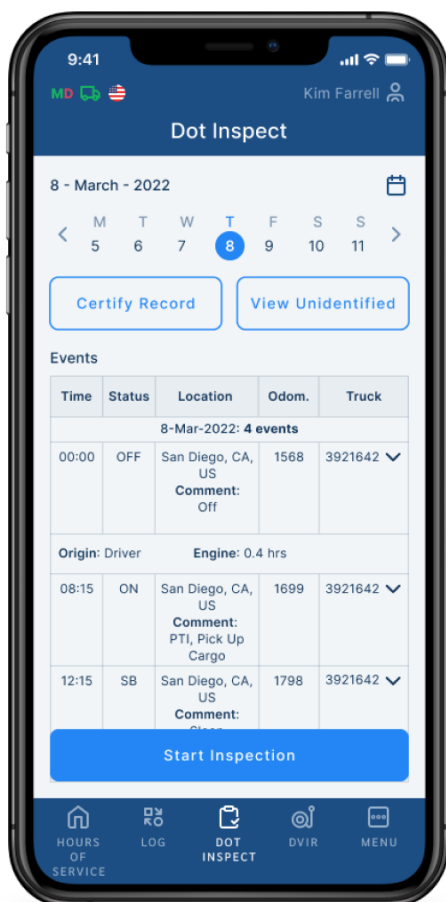 9:41
MD Kim Farrell
Dot Inspect
8 - March - 2022
M T W T F S S
5 6 7 8 9 10 11
Certify Record View Unidentified
Events
Time Status Location Odom. Truck
8-Mar-2022: 4 events
00:00 OFF San Diego, CA, 1568 3921642
US
Comment:
Off
Origin: Driver Engine: 0.4 hrs
08:15 ON San Diego, CA, 1699 3921642
US
Comment:
PTI, Pick Up
Cargo
12:15 SB San Diego, CA, 1798 3921642
US
Comment:
Start Inspection
HOURS OF SERVICE
LOG
DOT INSPECT
DVIR
MENU